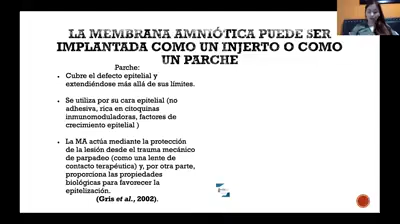 LA MEMBRANA AMNIÓTICA PUEDE SER
IMPLANTADA COMO UN INJERTO O COMO
UN PARCHE
Parche:
• Cubre el defecto epitelial y
extendiéndose más allá de sus límites.
• Se utiliza por su cara epitelial (no
adhesiva, rica en citoquinas
inmunomoduladoras, factores de
crecimiento epitelial )
• La MA actúa mediante la protección
de la lesión desde el trauma mecánico
de parpadeo (como una lente de
contacto terapéutica) y, por otra parte,
proporciona las propiedades
biológicas para favorecer la
epitelización.
(Gris et al., 2002).